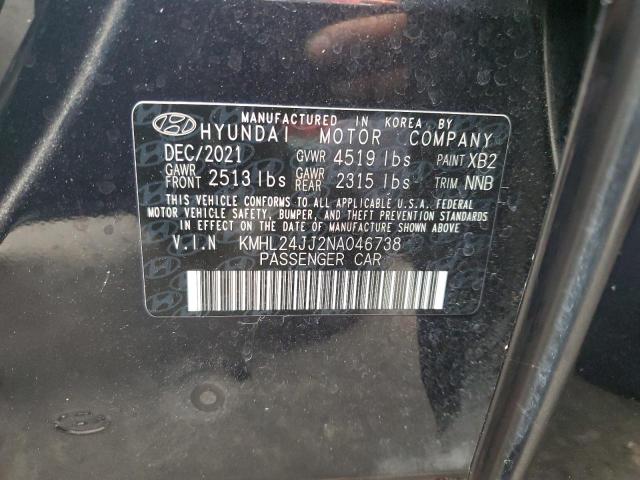 MANUFACTURED IN KOREA BY
HYUNDAI MOTOR COMPANY
DEC/2021 GVWR 4519 lbs PAINT XB2
GAWR FRONT 2513 lbs GAWR REAR 2315 lbs TRIM NNB
THIS VEHICLE CONFORMS TO ALL APPLICABLE U.S.A. FEDERAL
MOTOR VEHICLE SAFETY, BUMPER, AND THEFT PREVENTION STANDARDS
IN EFFECT ON THE DATE OF MANUFACTURE SHOWN ABOVE
V.I.N KMHL24JJ2NA046738
PASSENGER CAR